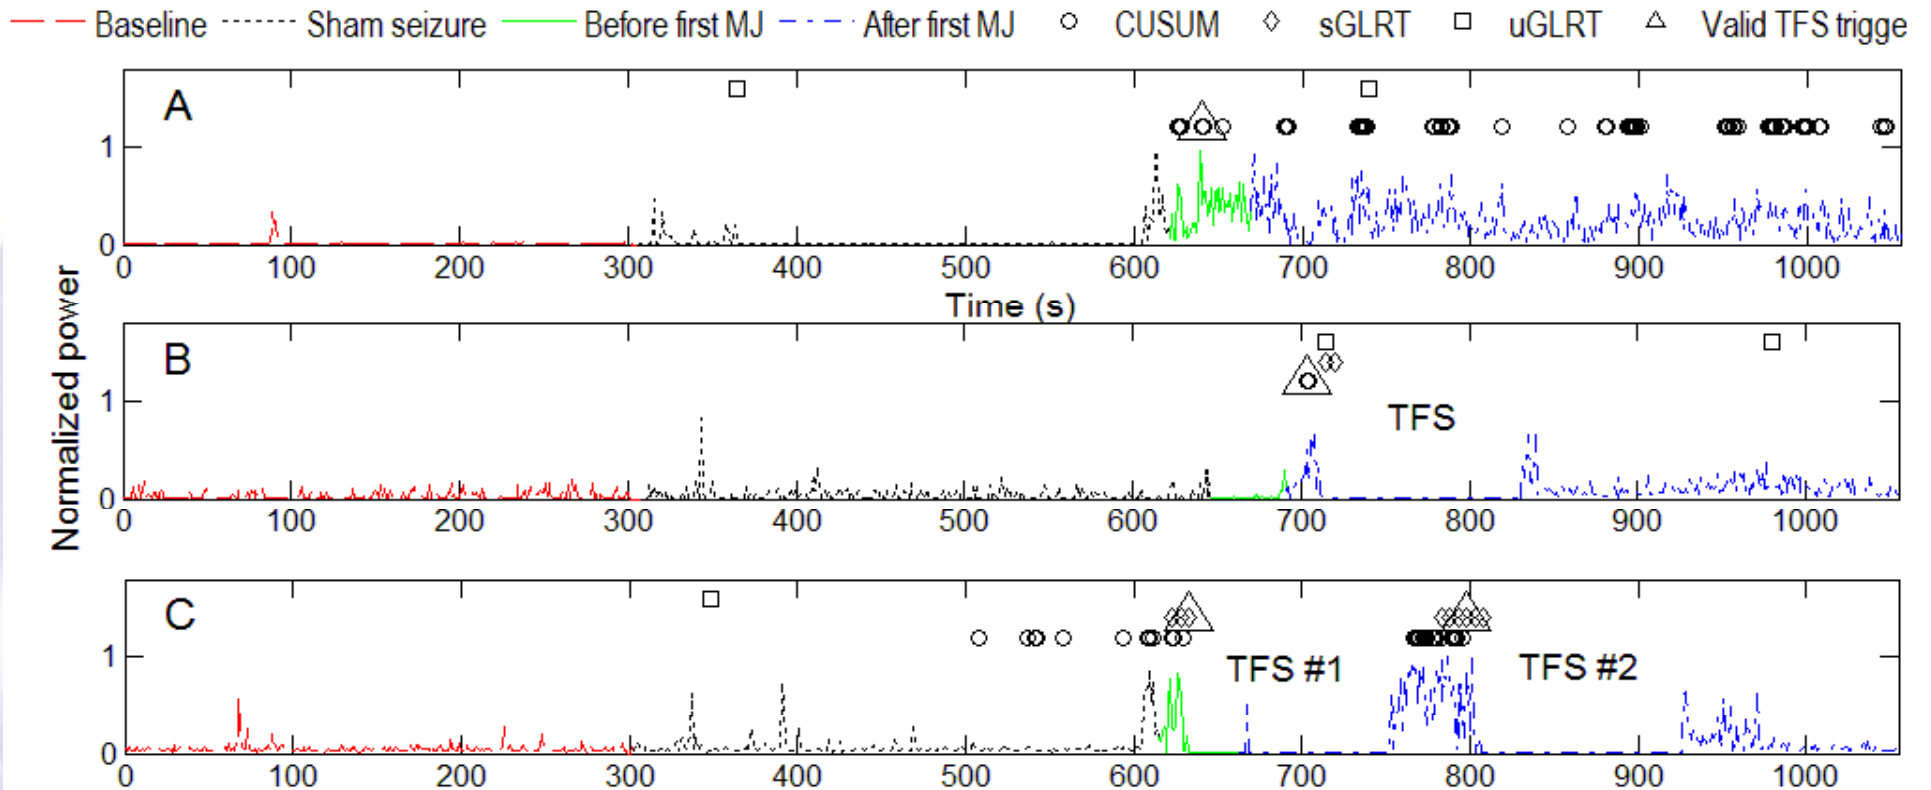 Baseline Sham seizure Before first MJ After first MJ CUSUM sGLRT uGLRT Valid TFS trigge
A
1
0
0 100 200 300 400 500 600 700 800 900 1000
Time (s)
Normalized power
B
TFS
1
0
0 100 200 300 400 500 600 700 800 900 1000
C
1
TFS #1 TFS #2
0
0 100 200 300 400 500 600 700 800 900 1000